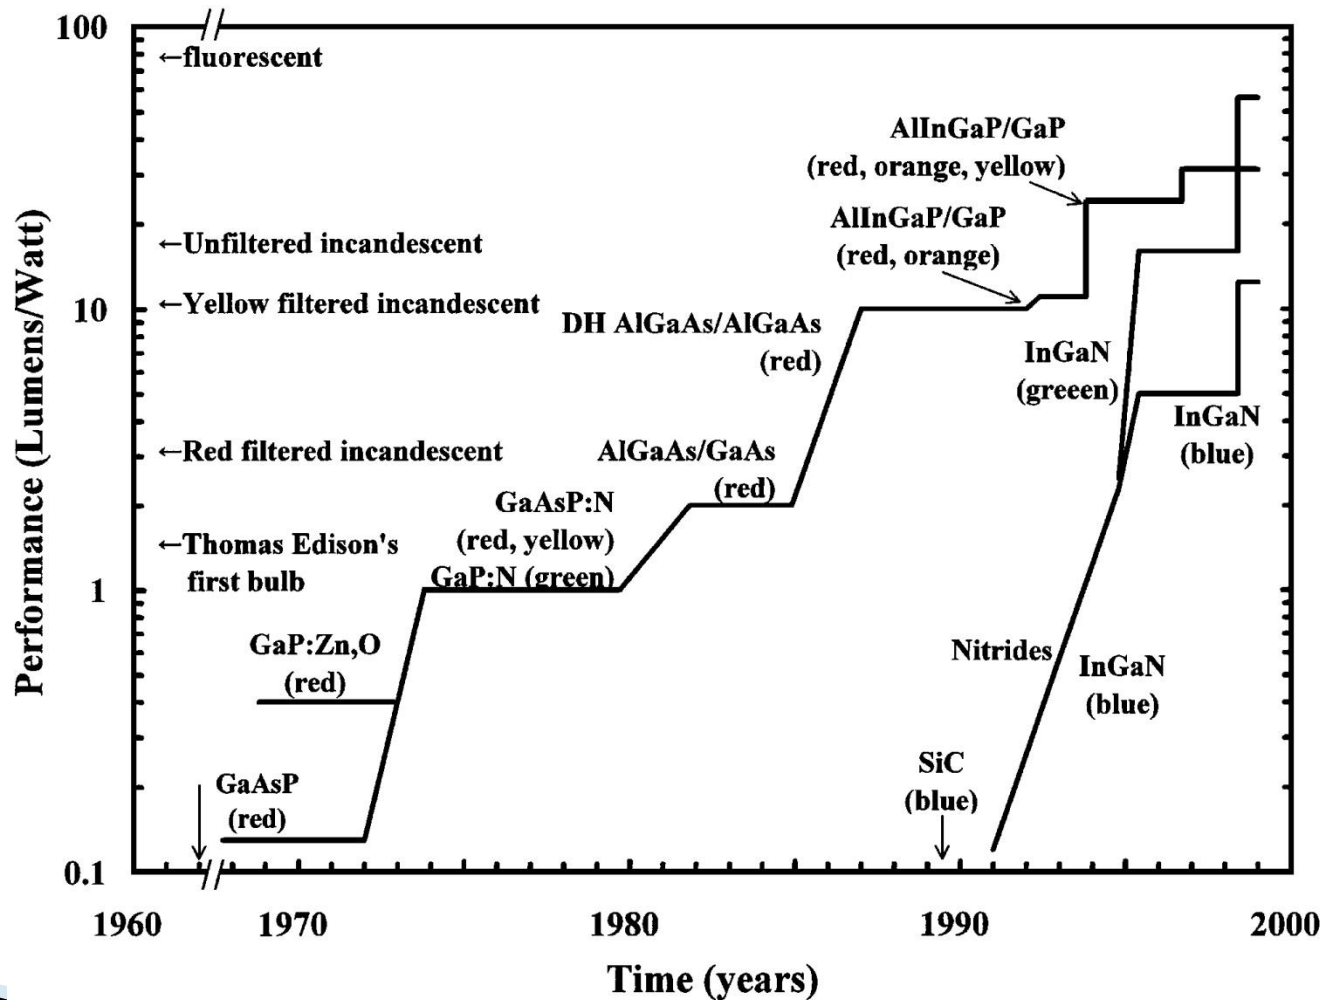 100
←fluorescent
AlInGaP/GaP
(red, orange, yellow)
AlInGaP/GaP
(red, orange)
←Unfiltered incandescent
←Yellow filtered incandescent
10
DH AlGaAs/AlGaAs
(red)
InGaN
(greeen)
InGaN
(blue)
←Red filtered incandescent
AlGaAs/GaAs
(red)
GaAsP:N
(red, yellow)
GaP:N (green)
←Thomas Edison's
first bulb
1
GaP:Zn,O
(red)
Nitrides
InGaN
(blue)
GaAsP
(red)
SiC
(blue)
0.1
1960 1970 1980 1990 2000
Time (years)
Performance (Lumens/Watt)